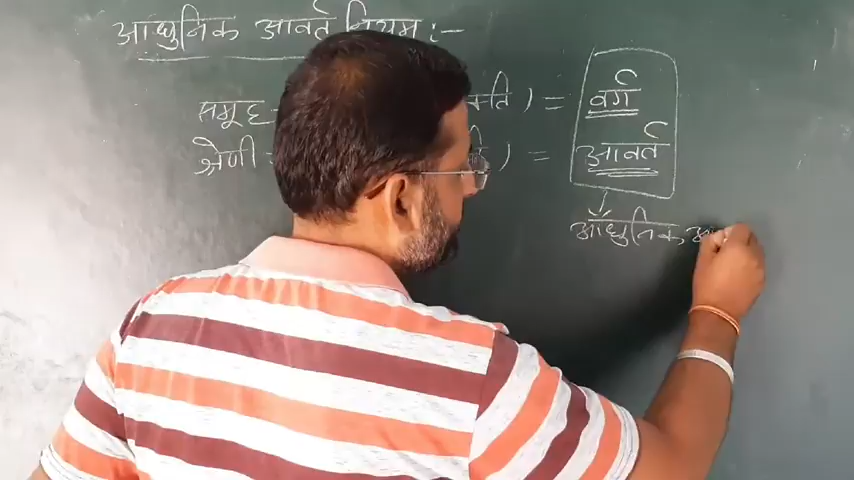 आधुनिक आवर्त नियम :-
समूह ) = वर्ग
श्रेणी ) = आवर्त
आधुनिक